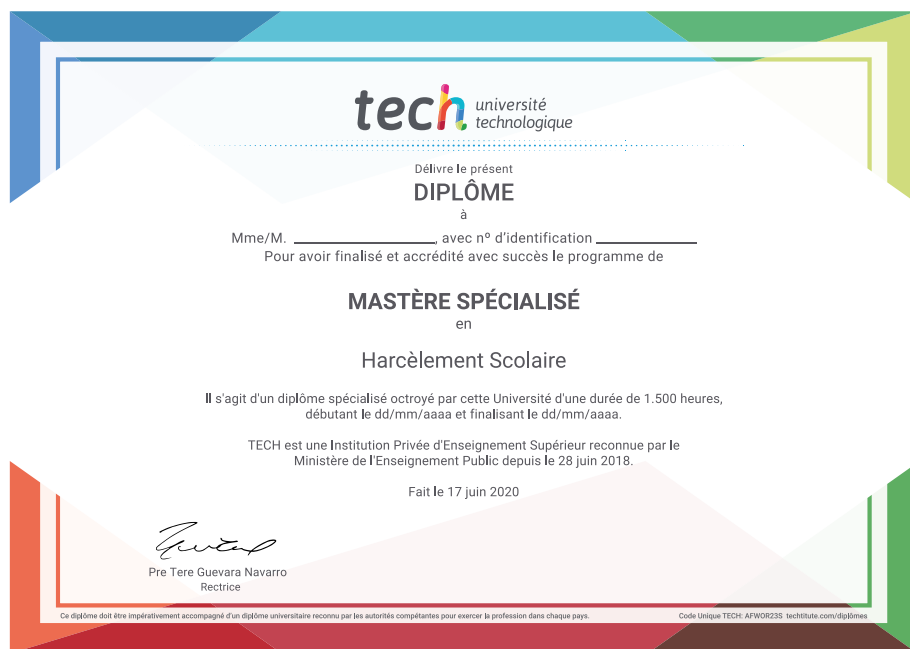 tech université
technologique
Délivre le présent
DIPLÔME
à
Mme/M. ____________________, avec nº d'identification ______________
Pour avoir finalisé et accrédité avec succès le programme de
MASTÈRE SPÉCIALISÉ
en
Harcèlement Scolaire
Il s'agit d'un diplôme spécialisé octroyé par cette Université d'une durée de 1.500 heures,
débutant le dd/mm/aaaa et finalisant le dd/mm/aaaa.
TECH est une Institution Privée d'Enseignement Supérieur reconnue par le
Ministère de l'Enseignement Public depuis le 28 juin 2018.
Fait le 17 juin 2020
Pre Tere Guevara Navarro
Rectrice
Ce diplôme doit être impérativement accompagné d'un diplôme universitaire reconnu par les autorités compétantes pour exercer la profession dans chaque pays. Code Unique TECH: AFWOR23S techtitute.com/diplômes